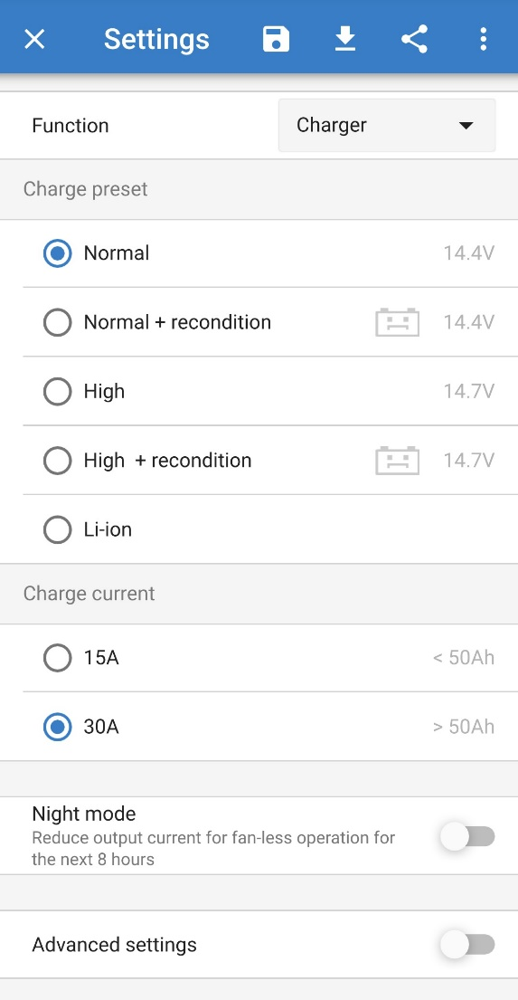 Settings
Function
Charger
Charge preset
Normal 14.4V
Normal + recondition 14.4V
High 14.7V
High + recondition 14.7V
Li-ion
Charge current
15A < 50Ah
30A > 50Ah
Night mode
Reduce output current for fan-less operation for
the next 8 hours
Advanced settings